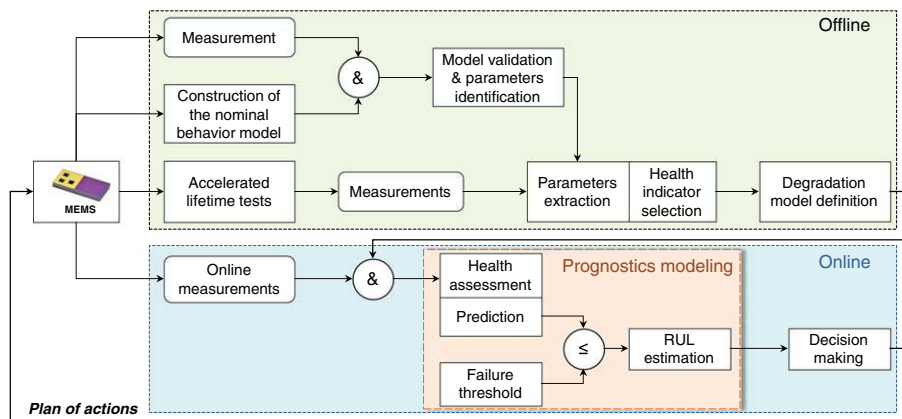 Offline
Measurement
&
Model validation
& parameters
identification
Construction of
the nominal
behavior model
MEMS
Accelerated
lifetime tests
Measurements
Parameters
extraction
Health
indicator
selection
Degradation
model definition
Online
measurements
&
Prognostics modeling
Online
Health
assessment
Prediction
≤
RUL
estimation
Decision
making
Failure
threshold
Plan of actions